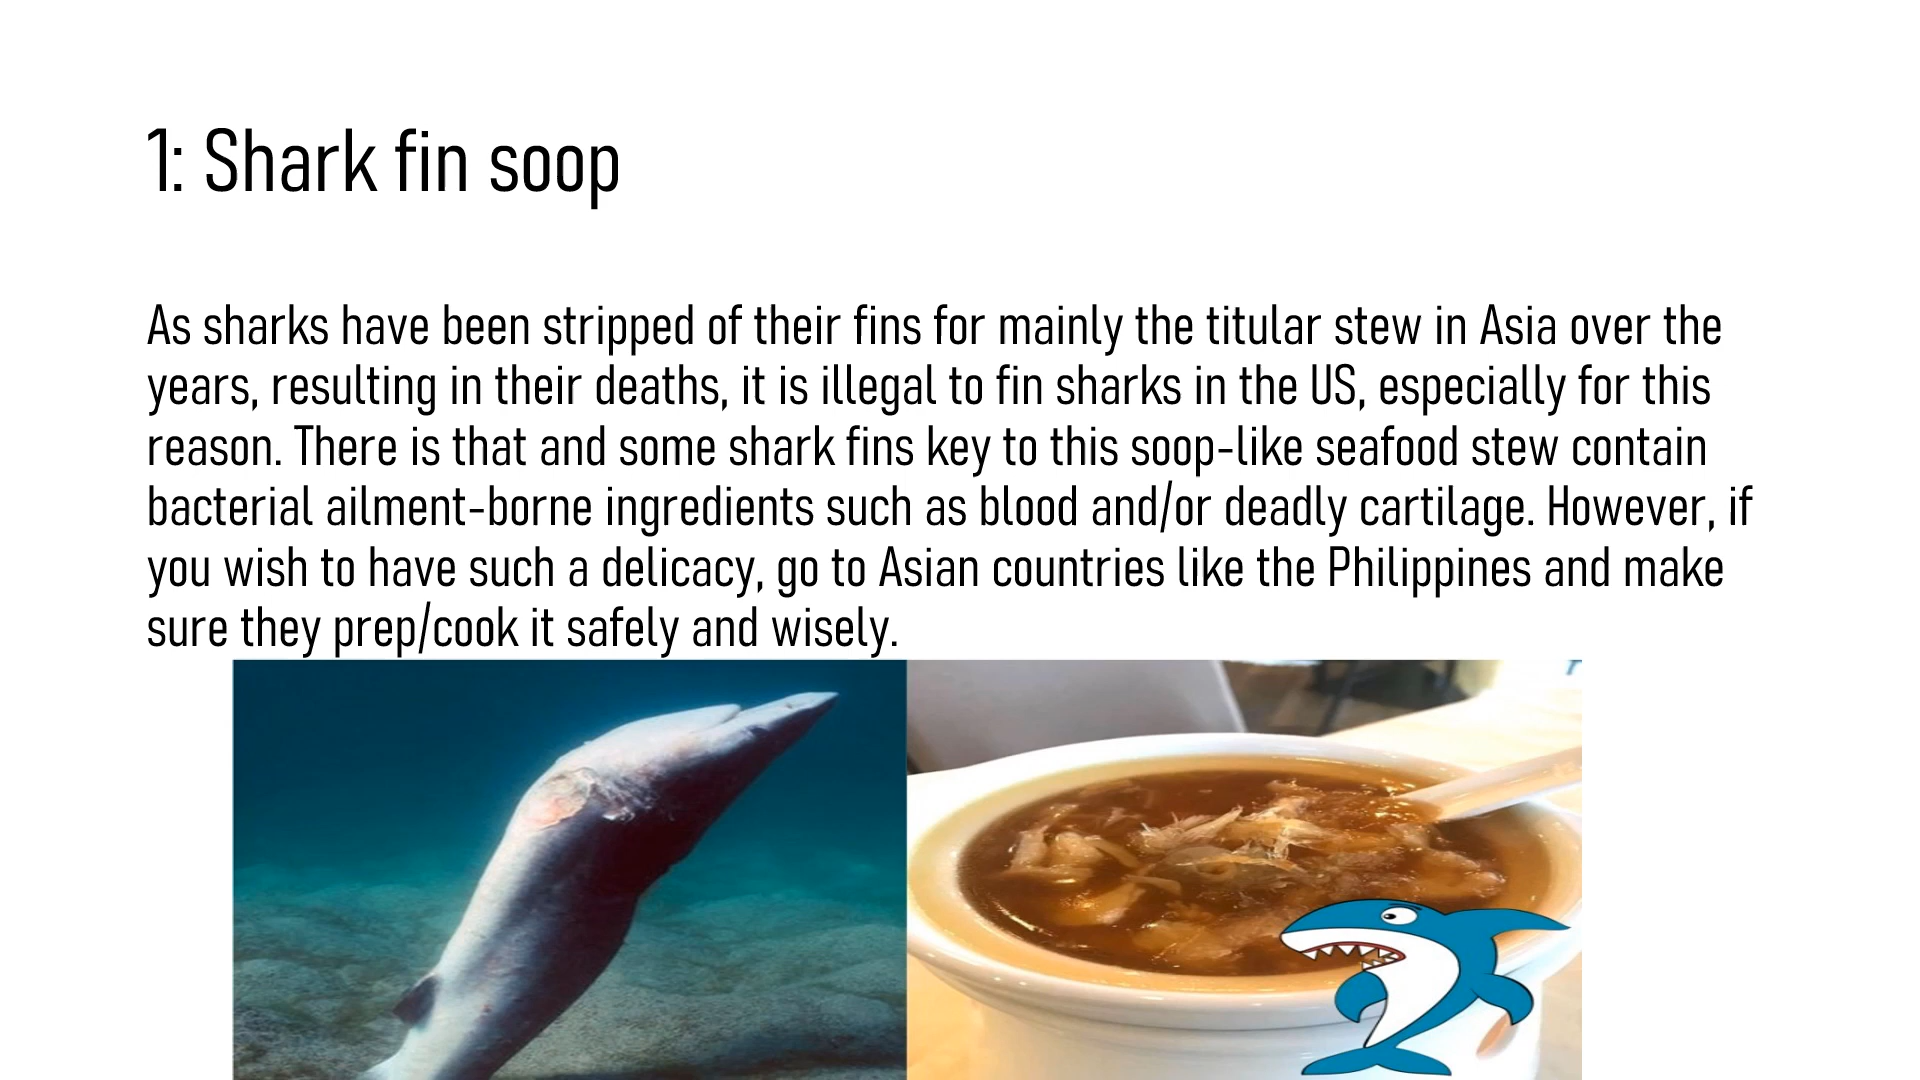 1: Shark fin soop
As sharks have been stripped of their fins for mainly the titular stew in Asia over the
years, resulting in their deaths, it is illegal to fin sharks in the US, especially for this
reason. There is that and some shark fins key to this soop-like seafood stew contain
bacterial ailment-borne ingredients such as blood and/or deadly cartilage. However, if
you wish to have such a delicacy, go to Asian countries like the Philippines and make
sure they prep/cook it safely and wisely.